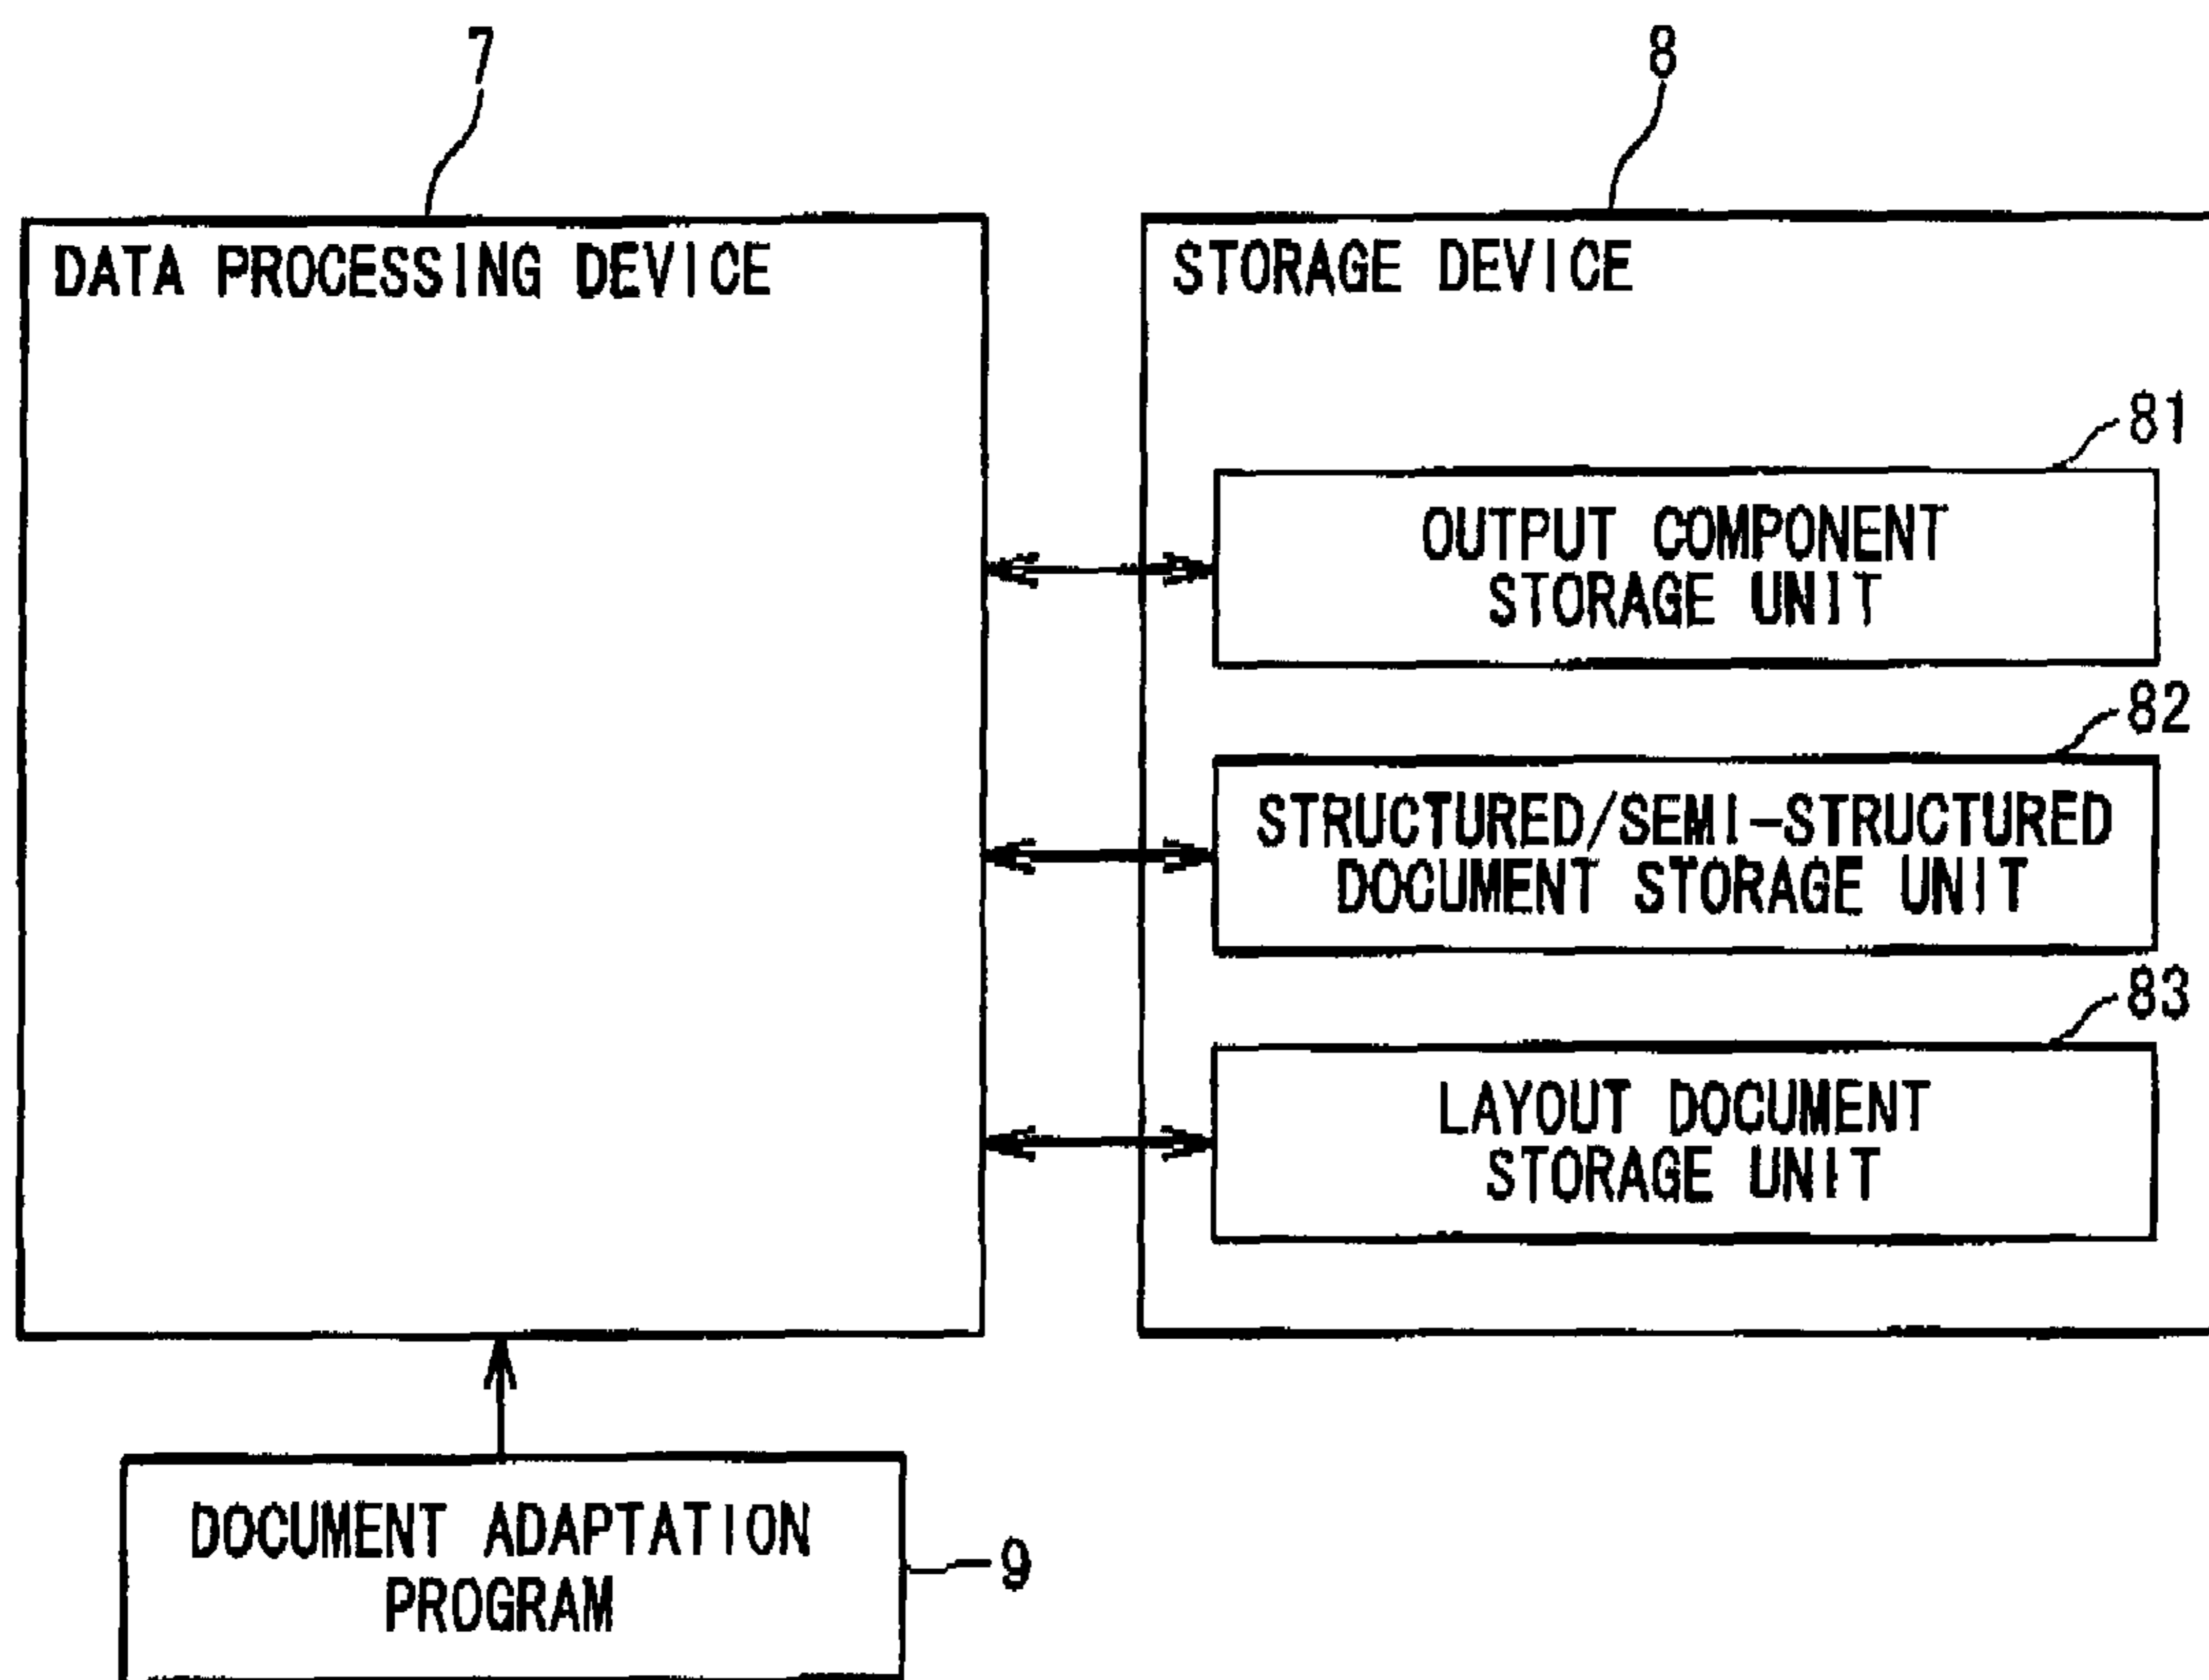 7
8
DATA PROCESSING DEVICE
STORAGE DEVICE
81
OUTPUT COMPONENT
STORAGE UNIT
82
STRUCTURED/SEMI-STRUCTURED
DOCUMENT STORAGE UNIT
83
LAYOUT DOCUMENT
STORAGE UNIT
DOCUMENT ADAPTATION
PROGRAM
9